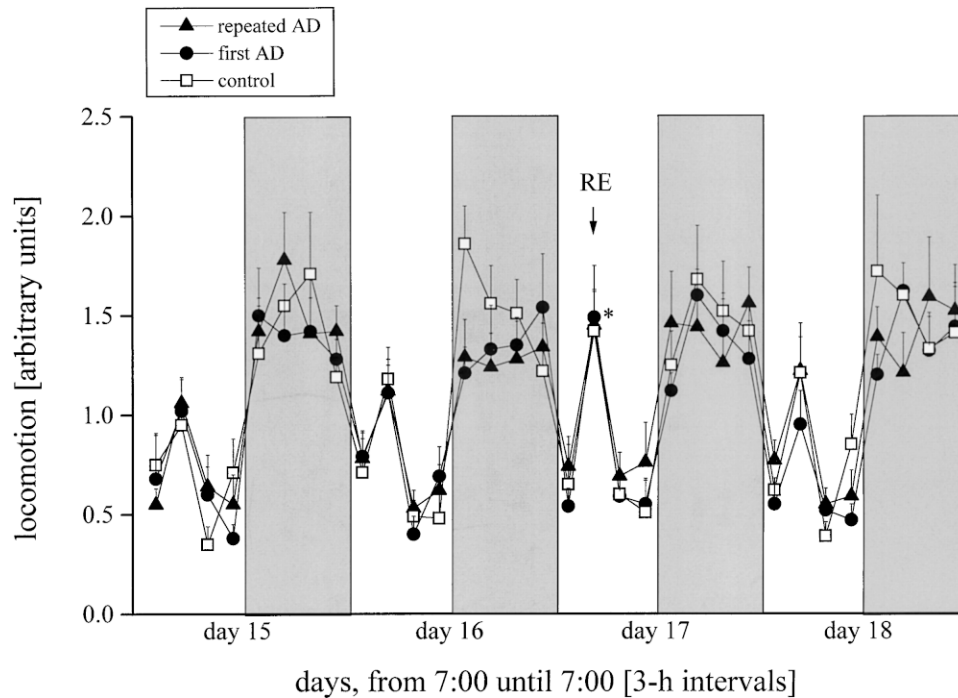 repeated AD
first AD
control
2.5
2.0
1.5
1.0
0.5
0.0
locomotion [arbitrary units]
RE
*
day 15
day 16
day 17
day 18
days, from 7:00 until 7:00 [3-h intervals]